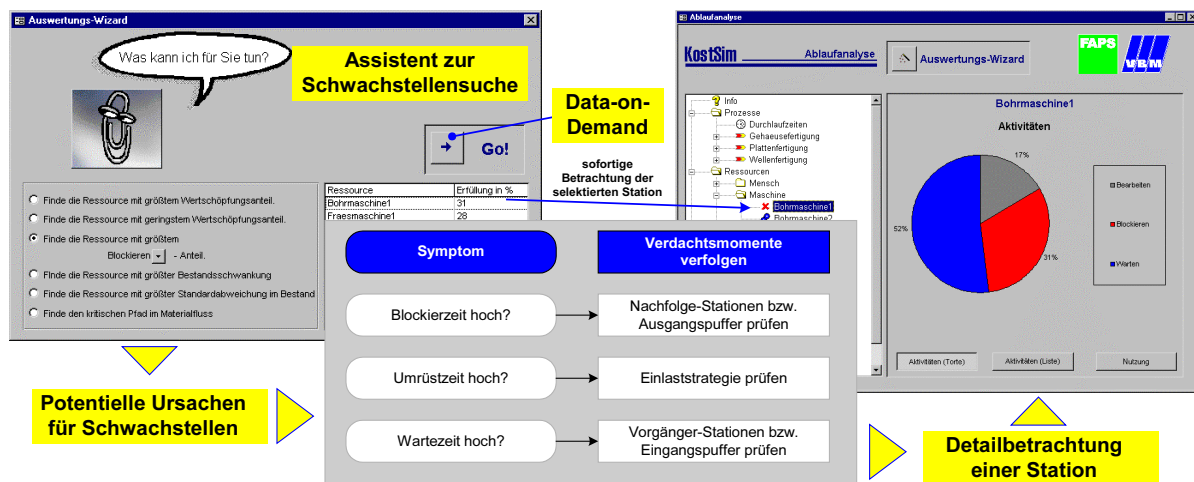 Auswertungs-Wizard
Was kann ich für Sie tun?
Assistent zur
Schwachstellensuche
Go!
Data-on-
Demand
sofortige
Betrachtung der
selektierten Station
Finde die Ressource mit größtem Wertschöpfungsanteil.
Finde die Ressource mit geringstem Wertschöpfungsanteil.
Finde die Ressource mit größtem
Blockieren - Anteil.
FInde die Ressource mit größter Bestandsschwankung
Finde die Ressource mit größter Standardabweichung im Bestand
Finde den kritischen Pfad im Materialfluss
Ressource Erfüllung in %
Bohrmaschine1 31
Fraesmaschine1 28
Ablaufanalyse
KostSim Ablaufanalyse
Auswertungs-Wizard
FAPS
VBM
Info
Prozesse
Durchlaufzeiten
Gehaeusefertigung
Plattenfertigung
Wellenfertigung
Ressourcen
Mensch
Maschine
Bohrmaschine1
Bohrmaschine2
Bohrmaschine1
Aktivitäten
17%
31%
52%
Bearbeiten
Blockieren
Warten
Aktivitäten (Torte)
Aktivitäten (Liste)
Nutzung
Symptom
Verdachtsmomente
verfolgen
Blockierzeit hoch?
Nachfolge-Stationen bzw.
Ausgangspuffer prüfen
Umrüstzeit hoch?
Einlaststrategie prüfen
Wartezeit hoch?
Vorgänger-Stationen bzw.
Eingangspuffer prüfen
Potentielle Ursachen
für Schwachstellen
Detailbetrachtung
einer Station